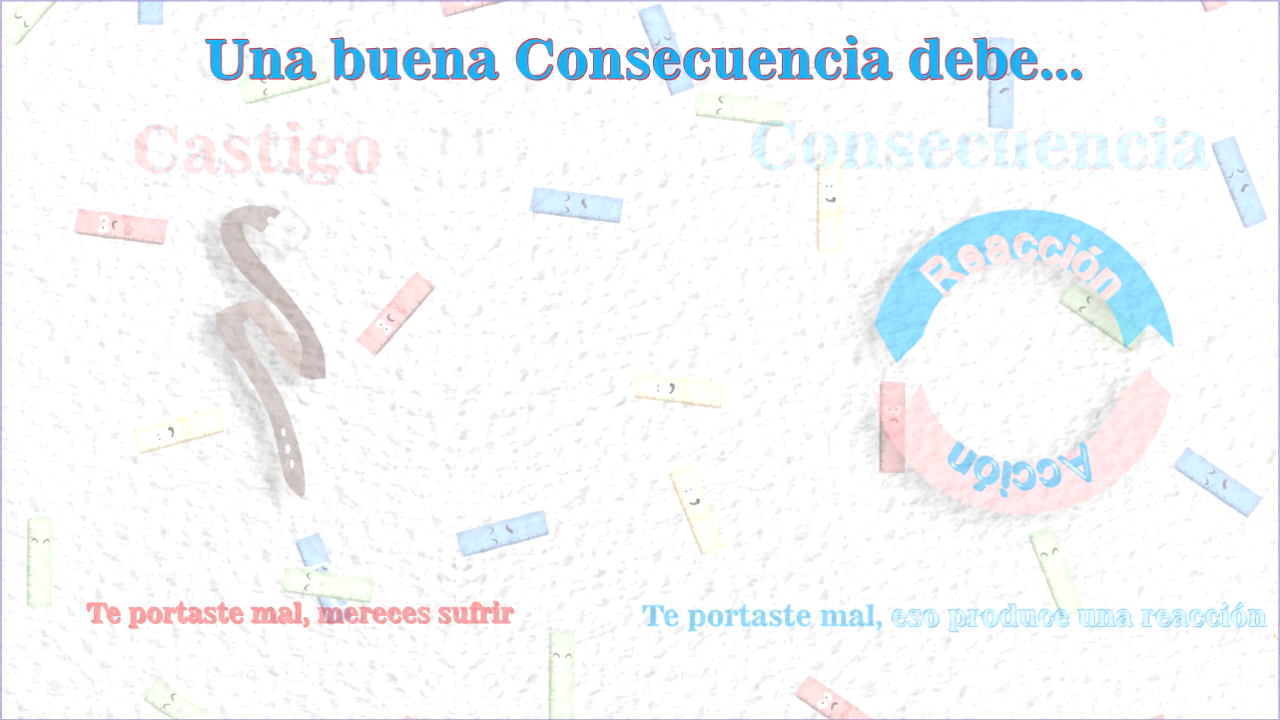 Una buena Consecuencia debe...
Castigo
Consecuencia
Reacción
Acción
Te portaste mal, mereces sufrir
Te portaste mal, eso produce una reacción